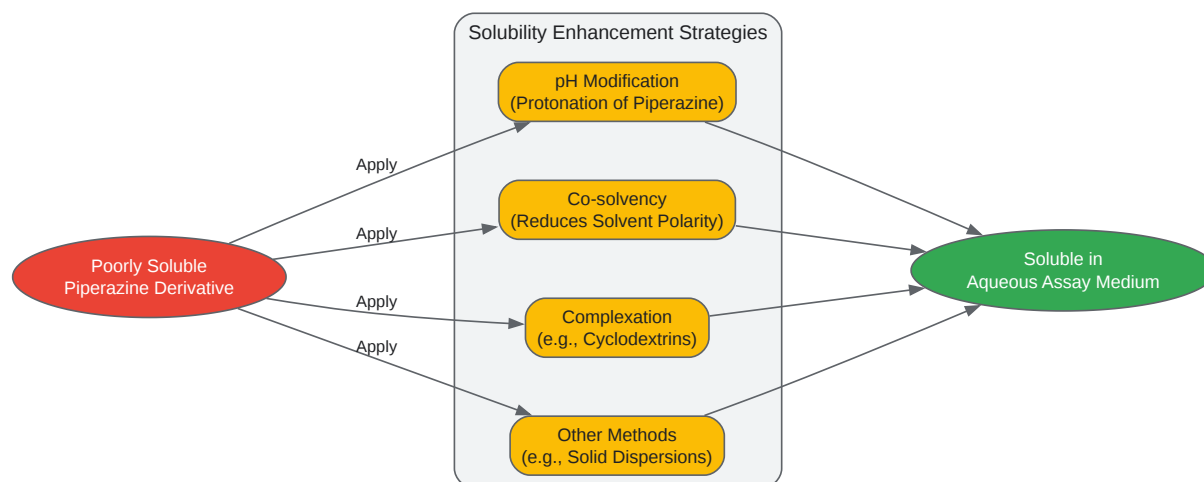 Solubility Enhancement Strategies
pH Modification
(Protonation of Piperazine)
Apply
Co-solvency
(Reduces Solvent Polarity)
Apply
Poorly Soluble
Piperazine Derivative
Soluble in
Aqueous Assay Medium
Apply
Complexation
(e.g., Cyclodextrins)
Apply
Other Methods
(e.g., Solid Dispersions)